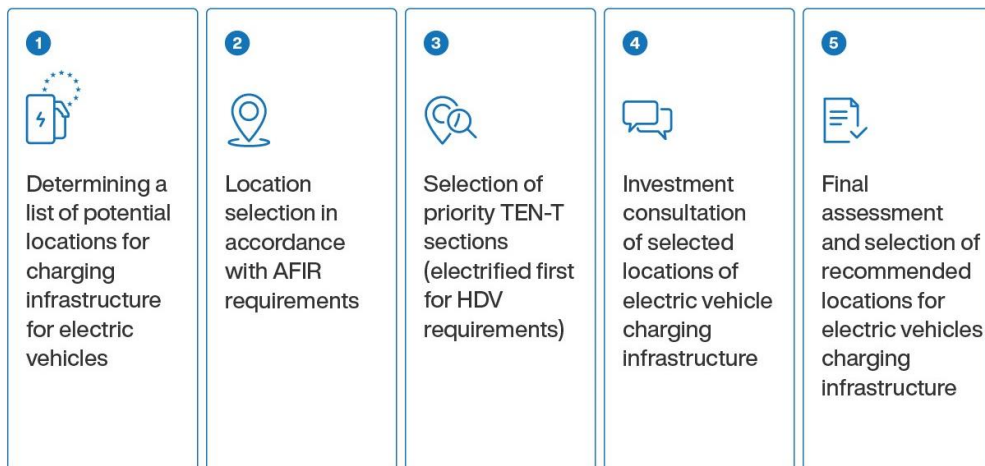 1
Determining a
list of potential
locations for
charging
infrastructure
for electric
vehicles
2
Location
selection in
accordance
with AFIR
requirements
3
Selection of
priority TEN-T
sections
(electrified first
for HDV
requirements)
4
Investment
consultation
of selected
locations of
electric vehicle
charging
infrastructure
5
Final
assessment
and selection of
recommended
locations for
electric vehicles
charging
infrastructure